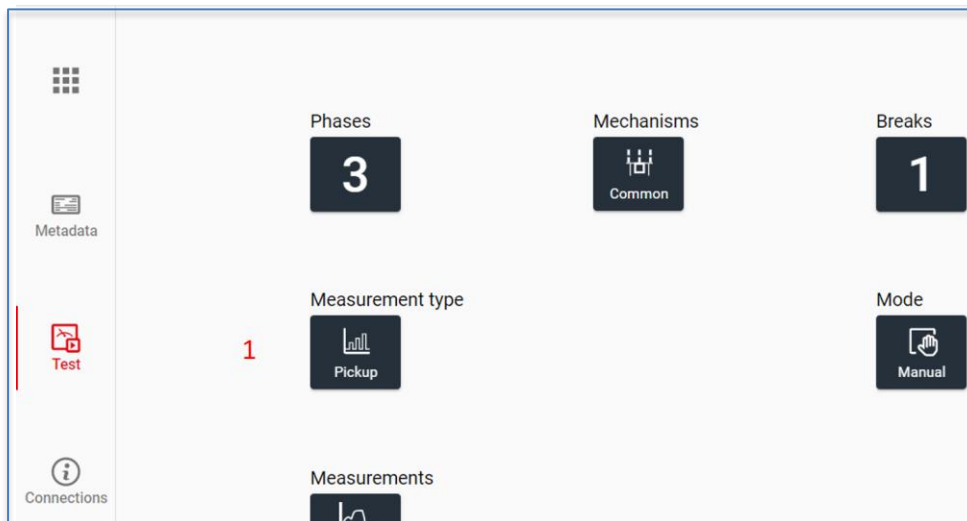 Phases
Mechanisms
Breaks
3
Common
1
Metadata
Measurement type
Mode
1
Pickup
Manual
Test
Measurements
Connections